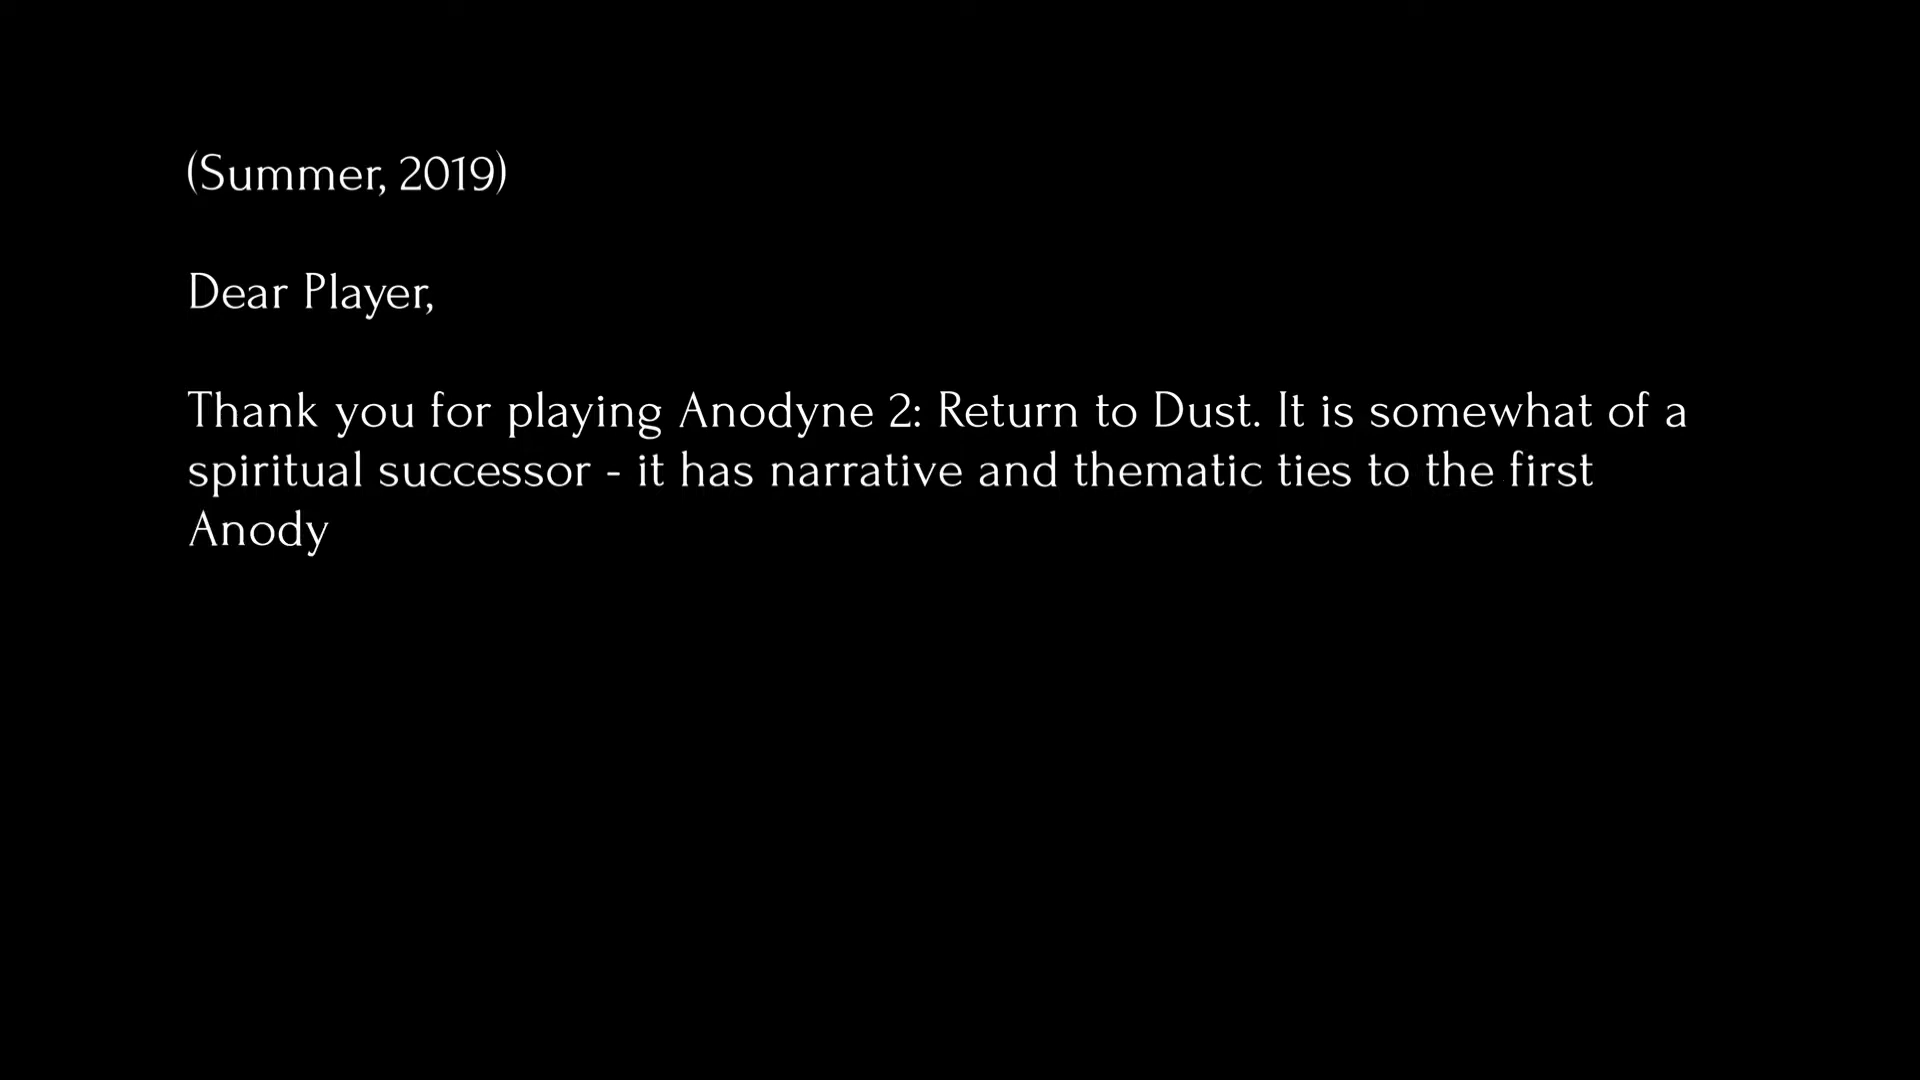 (Summer, 2019)
Dear Player,
Thank you for playing Anodyne 2: Return to Dust. It is somewhat of a
spiritual successor - it has narrative and thematic ties to the first
Anody